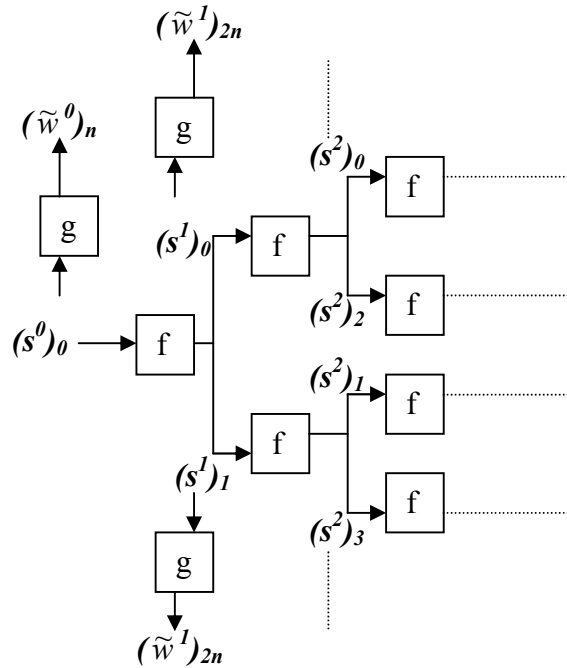 (w̃¹)₂ₙ
g
(w̃⁰)ₙ
g
(s²)₀
f
(s¹)₀
f
(s²)₂
f
(s⁰)₀
f
(s²)₁
f
f
(s¹)₁
(s²)₃
f
g
(w̃¹)₂ₙ